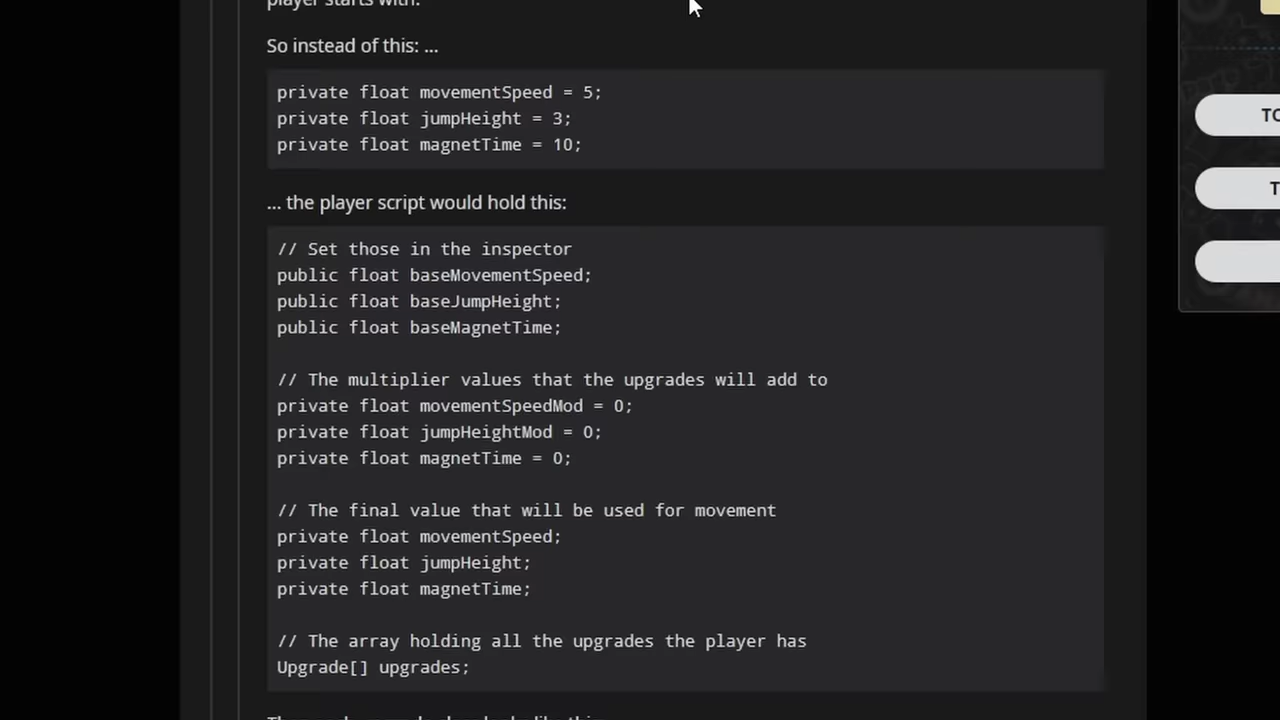 player starts with.
So instead of this: ...
private float movementSpeed = 5;
private float jumpHeight = 3;
private float magnetTime = 10;
... the player script would hold this:
// Set those in the inspector
public float baseMovementSpeed;
public float baseJumpHeight;
public float baseMagnetTime;
// The multiplier values that the upgrades will add to
private float movementSpeedMod = 0;
private float jumpHeightMod = 0;
private float magnetTime = 0;
// The final value that will be used for movement
private float movementSpeed;
private float jumpHeight;
private float magnetTime;
// The array holding all the upgrades the player has
Upgrade[] upgrades;